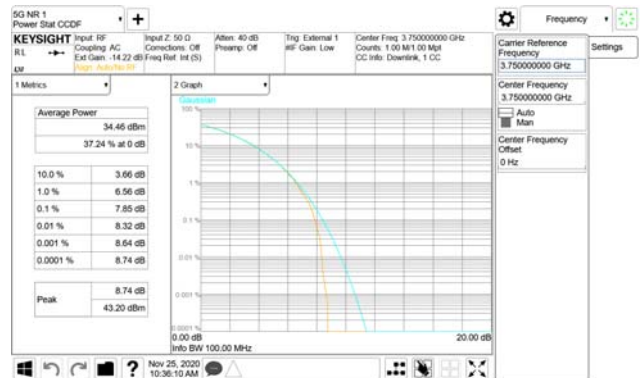 5G NR 1
Power Stat CCDF
KEYSIGHT
RL
Input: RF
Coupling: AC
Ext Gain: -14.22 dB
Align: Auto/No RF
Input Z: 50 Ω
Corrections: Off
Freq Ref: Int (S)
Atten: 40 dB
Preamp: Off
Trig: External 1
#IF Gain: Low
Center Freq: 3.750000000 GHz
Counts: 1.00 M/1.00 Mpt
CC Info: Downlink, 1 CC
1 Metrics
Average Power
34.46 dBm
37.24 % at 0 dB
10.0 % 3.66 dB
1.0 % 6.56 dB
0.1 % 7.85 dB
0.01 % 8.32 dB
0.001 % 8.64 dB
0.0001 % 8.74 dB
Peak
8.74 dB
43.20 dBm
2 Graph
Gaussian
100 %
10 %
1 %
0.1 %
0.01 %
0.001 %
0.0001 %
0.00 dB
20.00 dB
Info BW 100.00 MHz
Frequency
Settings
Carrier Reference
Frequency
3.750000000 GHz
Center Frequency
3.750000000 GHz
Auto
Man
Center Frequency
Offset
0 Hz
?
Nov 25, 2020
10:36:10 AM